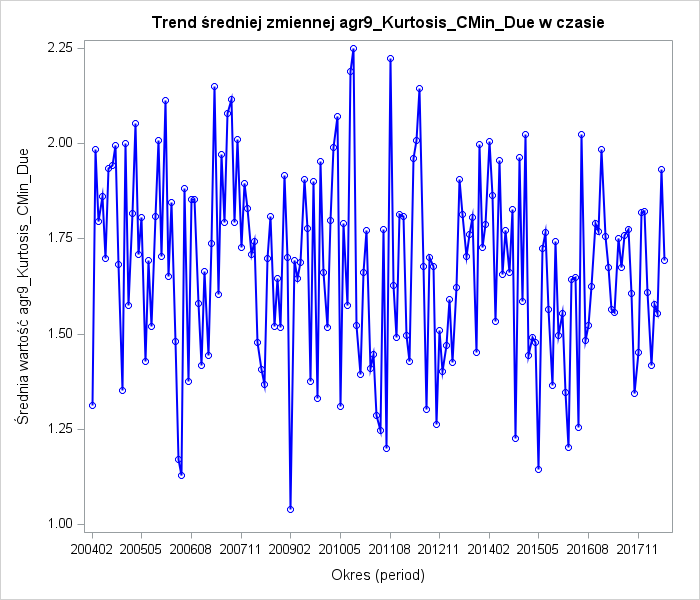 Trend średniej zmiennej agr9_Kurtosis_CMin_Due w czasie
Średnia wartość agr9_Kurtosis_CMin_Due
2.25
2.00
1.75
1.50
1.25
1.00
200402 200505 200608 200711 200902 201005 201108 201211 201402 201505 201608 201711
Okres (period)